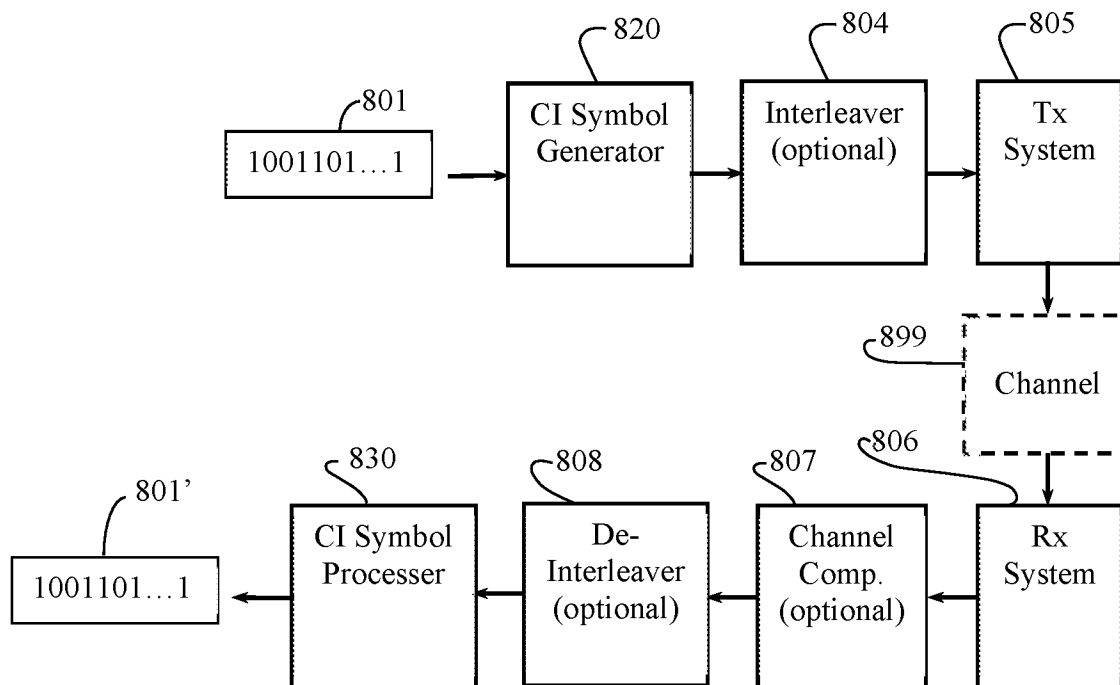 820
804
805
801
CI Symbol
Generator
Interleaver
(optional)
Tx
System
1001101…1
899
Channel
830
808
807
806
801’
CI Symbol
Processer
De-
Interleaver
(optional)
Channel
Comp.
(optional)
Rx
System
1001101…1